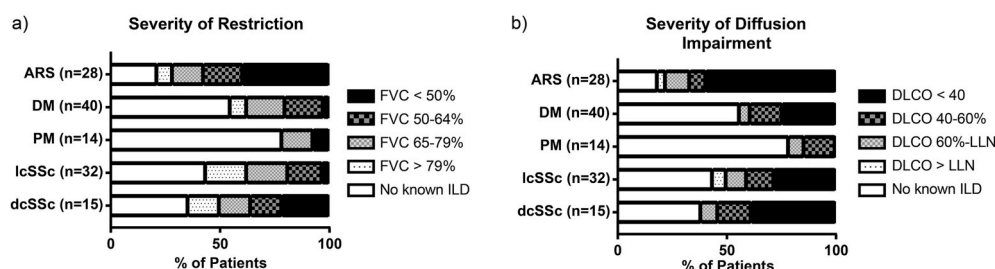 a)
Severity of Restriction
ARS (n=28)
DM (n=40)
PM (n=14)
lcSSc (n=32)
dcSSc (n=15)
0
50
100
% of Patients
FVC < 50%
FVC 50-64%
FVC 65-79%
FVC > 79%
No known ILD
b)
Severity of Diffusion
Impairment
ARS (n=28)
DM (n=40)
PM (n=14)
lcSSc (n=32)
dcSSc (n=15)
0
50
100
% of Patients
DLCO < 40
DLCO 40-60%
DLCO 60%-LLN
DLCO > LLN
No known ILD